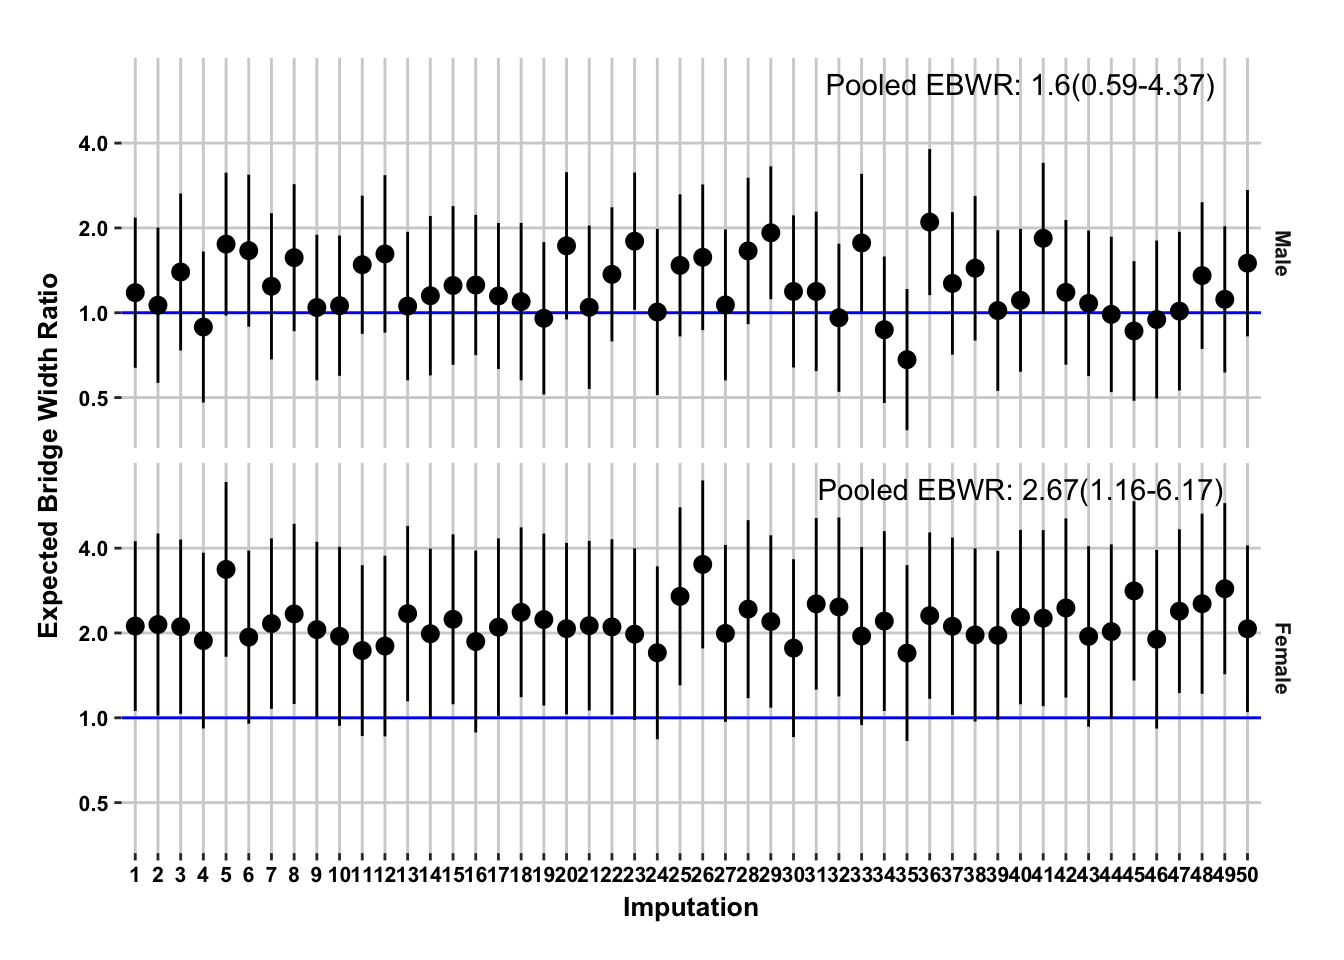 Pooled EBWR: 1.6(0.59-4.37)
4.0
2.0
1.0
0.5
Male
Expected Bridge Width Ratio
Pooled EBWR: 2.67(1.16-6.17)
4.0
2.0
1.0
0.5
Female
1 2 3 4 5 6 7 8 9 10 11 12 13 14 15 16 17 18 19 20 21 22 23 24 25 26 27 28 29 30 31 32 33 34 35 36 37 38 39 40 41 42 43 44 45 46 47 48 49 50
Imputation